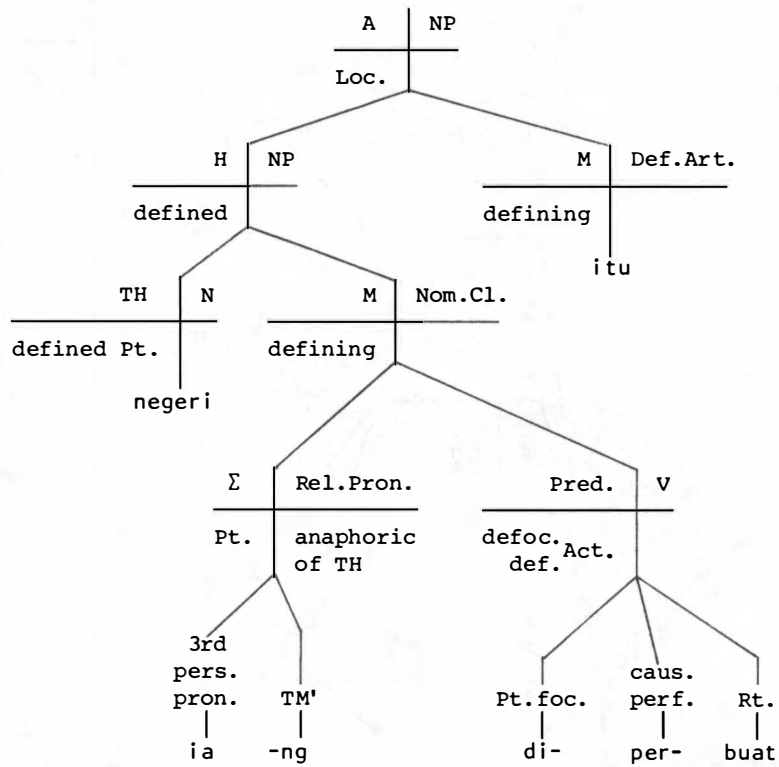 A NP
Loc.
H NP M Def.Art.
defined defining
itu
TH N M Nom.Cl.
defined Pt. defining
negeri
Σ Rel.Pron. Pred. V
Pt. anaphoric defoc. Act.
of TH def.
3rd
pers. caus.
pron. TM' Pt.foc. perf. Rt.
ia -ng di- per- buat